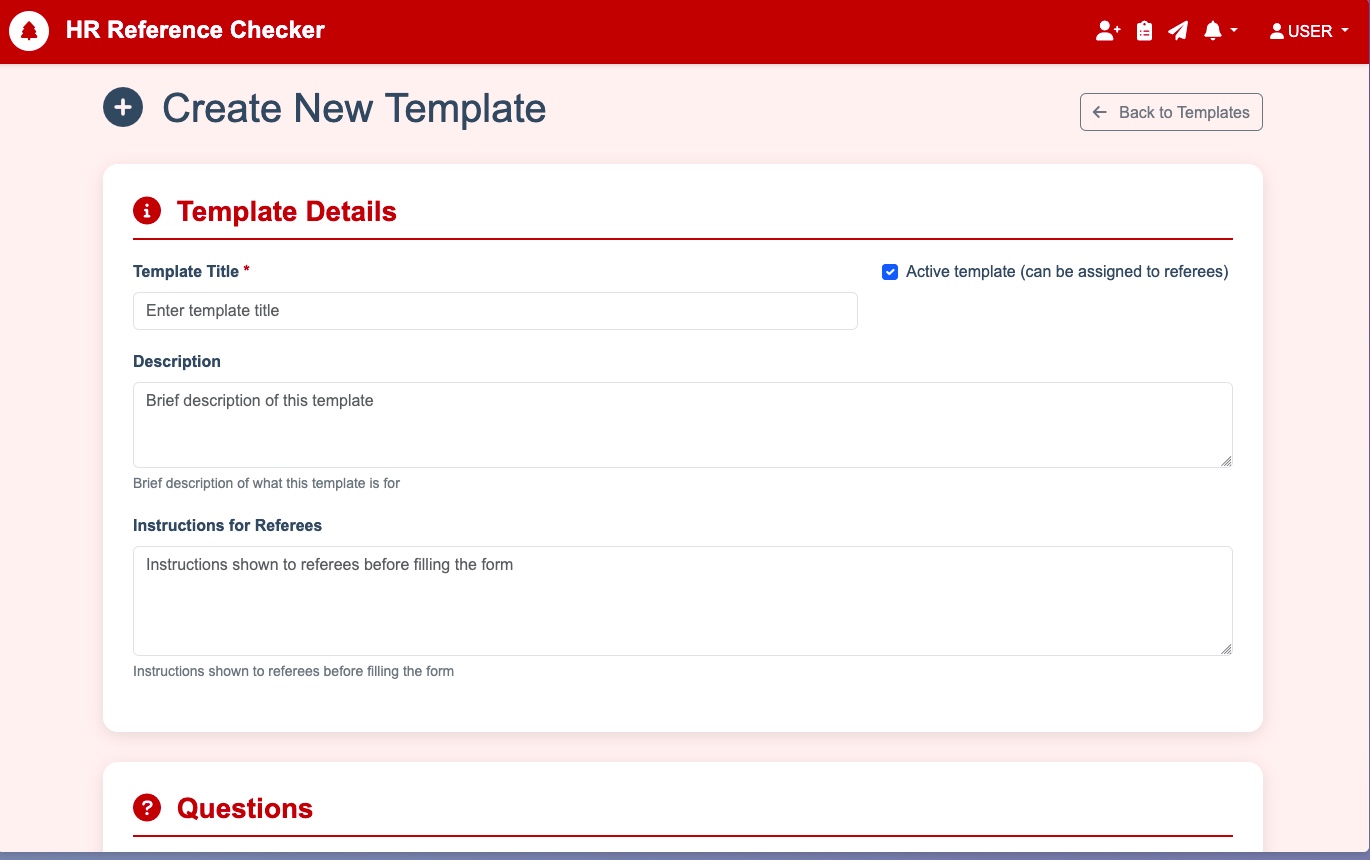 HR Reference Checker
USER
Create New Template
Back to Templates
Template Details
Template Title *
Active template (can be assigned to referees)
Enter template title
Description
Brief description of this template
Brief description of what this template is for
Instructions for Referees
Instructions shown to referees before filling the form
Instructions shown to referees before filling the form
Questions